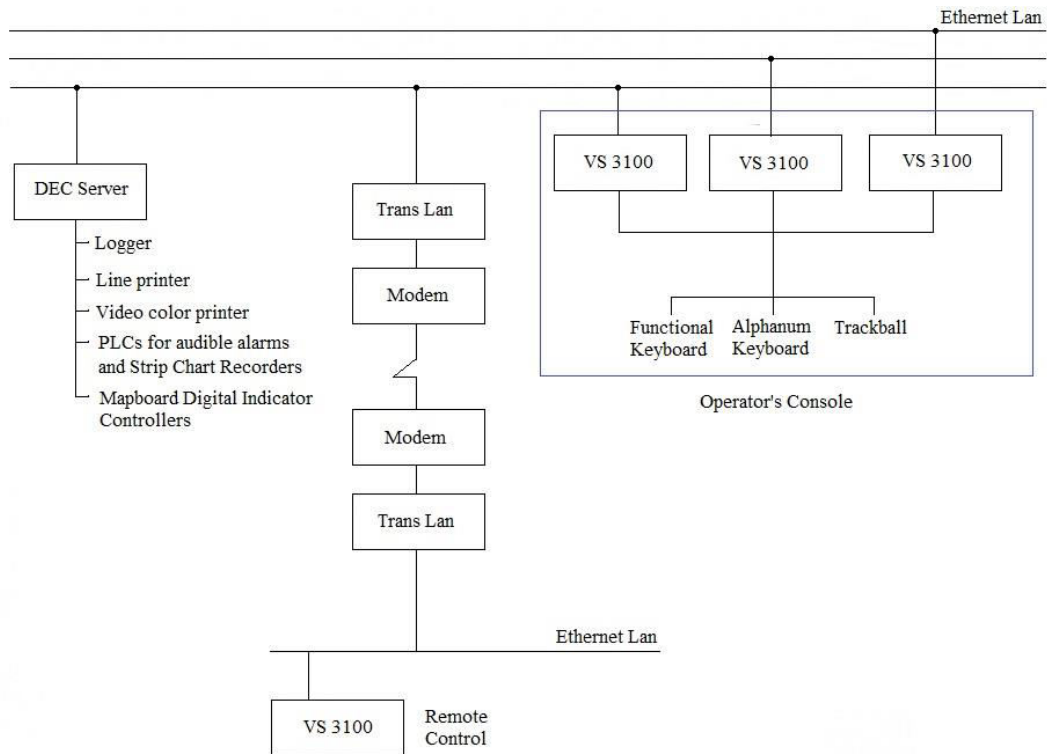 Ethernet Lan
DEC Server
Logger
Line printer
Video color printer
PLCs for audible alarms
and Strip Chart Recorders
Mapboard Digital Indicator
Controllers
Trans Lan
Modem
Modem
Trans Lan
VS 3100
VS 3100
VS 3100
Functional
Keyboard
Alphanum
Keyboard
Trackball
Operator's Console
Ethernet Lan
VS 3100
Remote
Control